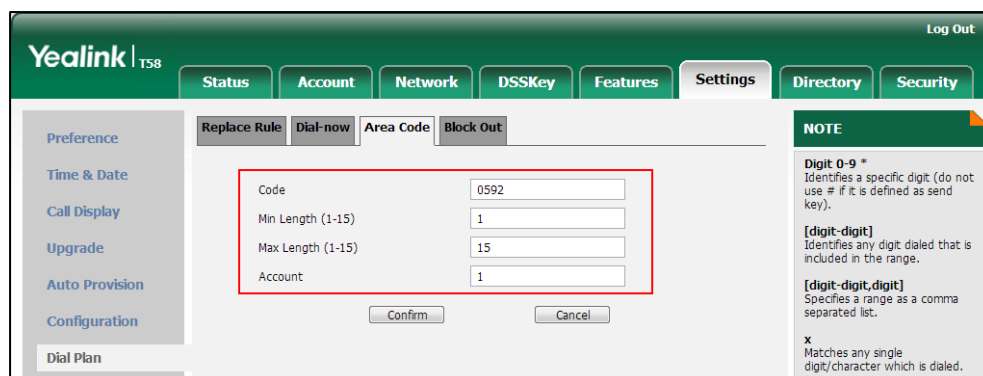 Log Out
Yealink T58
Status Account Network DSSKey Features Settings Directory Security
Preference
Time & Date
Call Display
Upgrade
Auto Provision
Configuration
Dial Plan
Replace Rule Dial-now Area Code Block Out
Code 0592
Min Length (1-15) 1
Max Length (1-15) 15
Account 1
Confirm Cancel
NOTE
Digit 0-9 *
Identifies a specific digit (do not
use # if it is defined as send
key).
[digit-digit]
Identifies any digit dialed that is
included in the range.
[digit-digit,digit]
Specifies a range as a comma
separated list.
x
Matches any single
digit/character which is dialed.